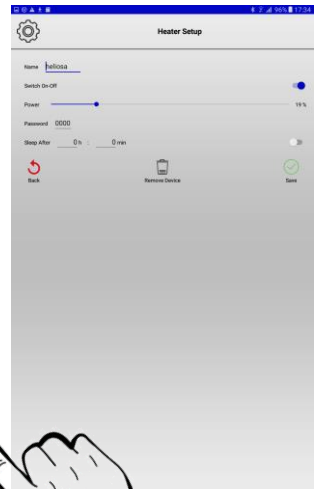 96% 17:34
Heater Setup
Name heliosa
Switch On-Off
Power 19 %
Password 0000
Sleep After 0 h : 0 min
Back Remove Device Save